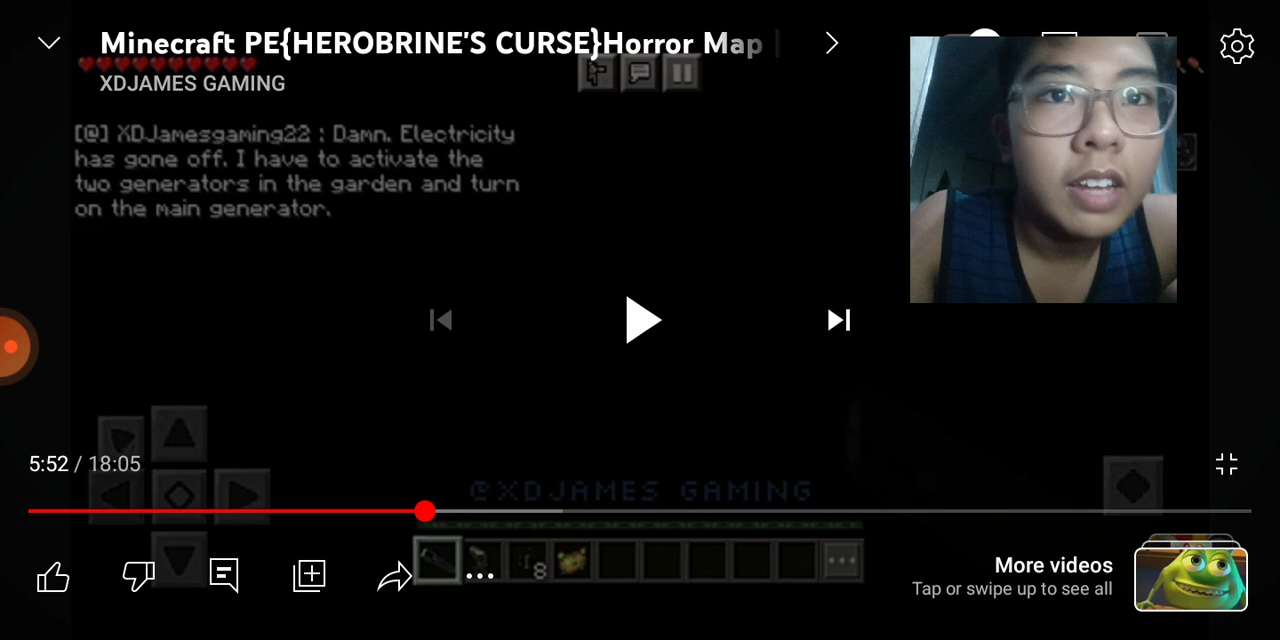 Minecraft PE{HEROBRINE'S CURSE}Horror Map
XDJAMES GAMING
[@] XDJamesgaming22 : Damn. Electricity
has gone off. I have to activate the
two generators in the garden and turn
on the main generator.
5:52 / 18:05
@XDJAMES GAMING
8
More videos
Tap or swipe up to see all